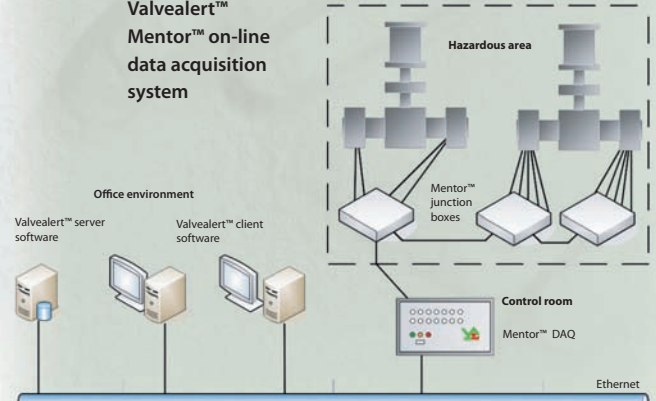 Valvealert™
Mentor™ on-line
data acquisition
system
Hazardous area
Mentor™
junction
boxes
Office environment
Valvealert™ server
software
Valvealert™ client
software
Control room
Mentor™ DAQ
Ethernet